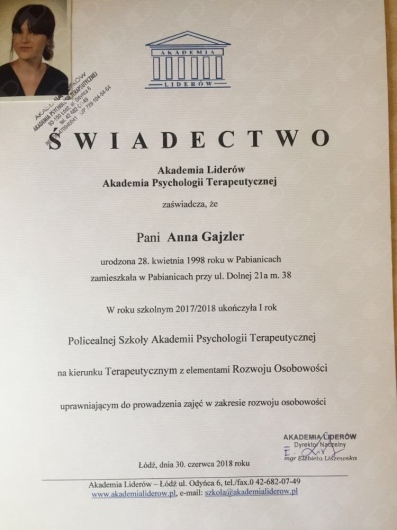 AKADEMIA
LIDERÓW
ŚWIADECTWO
Akademia Liderów
Akademia Psychologii Terapeutycznej
zaświadcza, że
Pani Anna Gajzler
urodzona 28. kwietnia 1998 roku w Pabianicach
zamieszkała w Pabianicach przy ul. Dolnej 21a m. 38
W roku szkolnym 2017/2018 ukończyła I rok
Policealnej Szkoły Akademii Psychologii Terapeutycznej
na kierunku Terapeutycznym z elementami Rozwoju Osobowości
uprawniającym do prowadzenia zajęć w zakresie rozwoju osobowości
AKADEMIA LIDERÓW
Dyrektor Naczelny
mgr Elżbieta Liszewska
Łódź, dnia 30. czerwca 2018 roku
Akademia Liderów – Łódź ul. Odyńca 6, tel./fax.0 42-682-07-49
www.akademialiderow.pl, e-mail: szkola@akademialiderow.pl